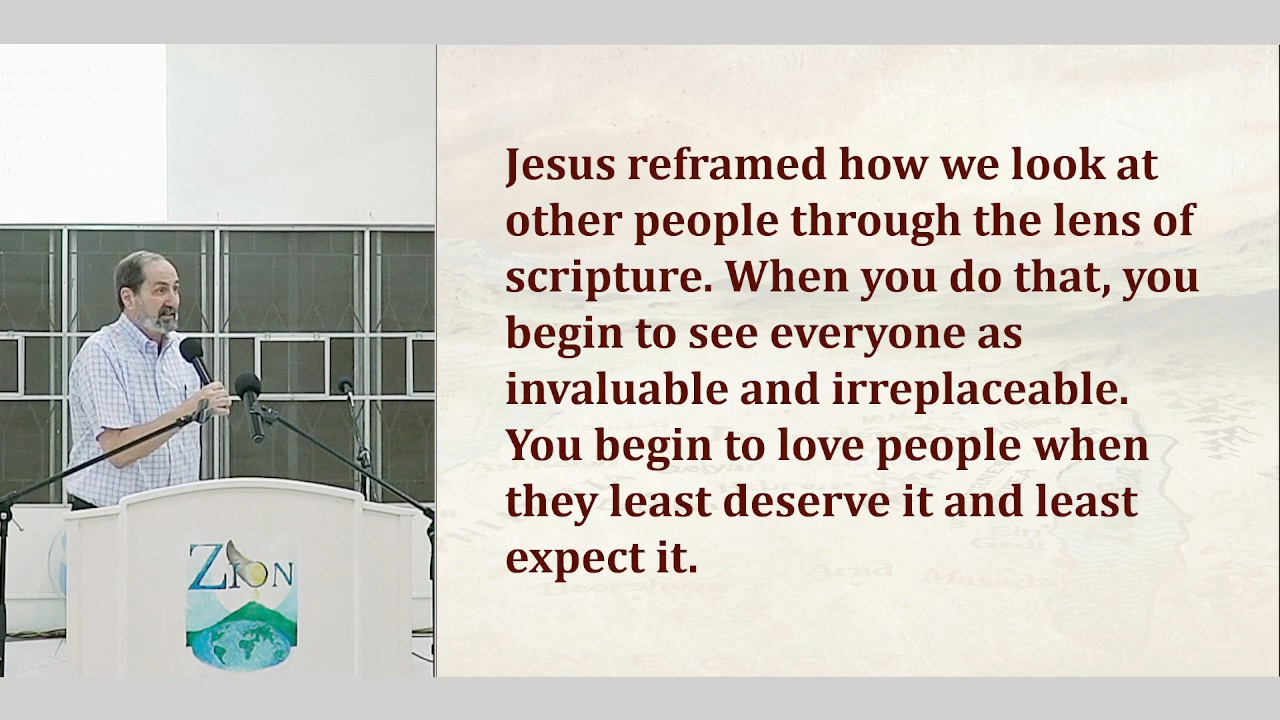 Jesus reframed how we look at
other people through the lens of
scripture. When you do that, you
begin to see everyone as
invaluable and irreplaceable.
You begin to love people when
they least deserve it and least
expect it.
Arad
ZION